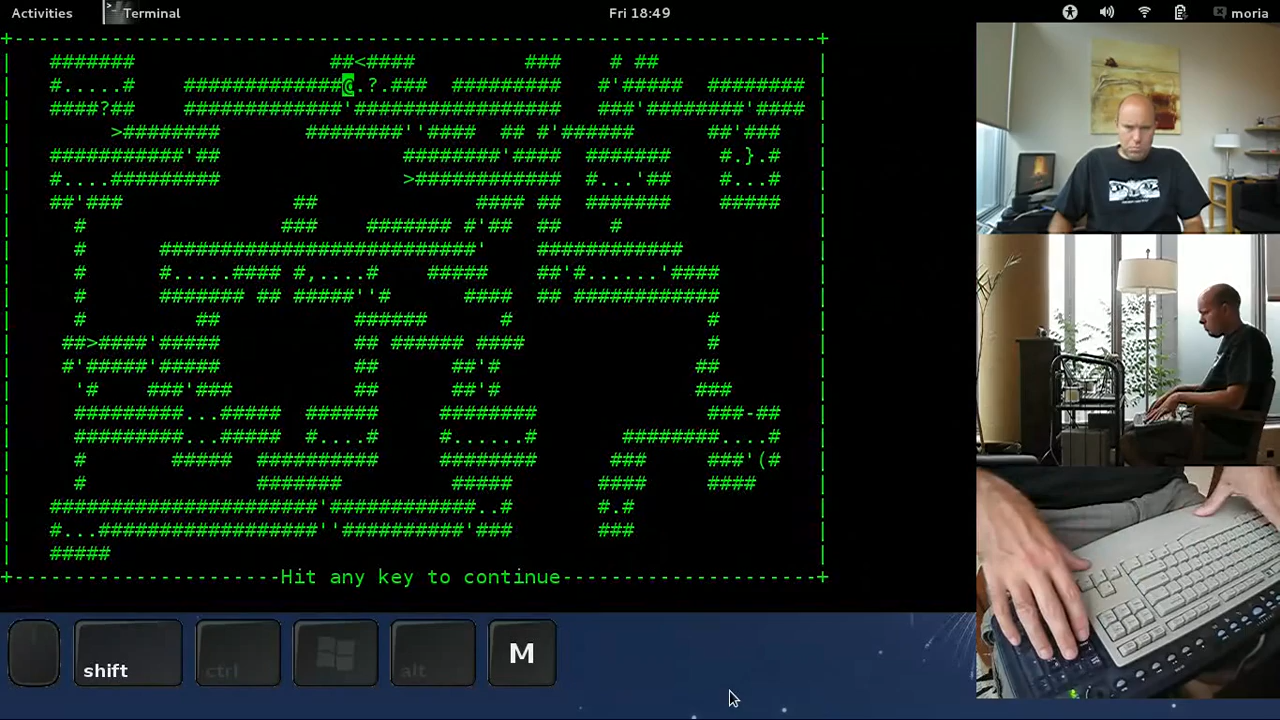 Activities Terminal Fri 18:49 moria
+-------------------------------------------------------------------+
| ####### ##<#### ### # ## |
| #.....# #############@.?.### ######### #'##### ######## |
| ####?## #############'################# ###'########'#### |
| >######## ########''#### ## #'###### ##'### |
| ###########'## ########'#### ####### #.}.# |
| #....######### >############ #...'## #...# |
| ##'### ## #### ## ####### ##### |
| # ### ####### #'## ## # |
| # ##########################' ############ |
| # #.....#### #,....# ##### ##'#......'#### |
| # ####### ## #####''# #### ## ############ |
| # ## ###### # # |
| ##>####'##### ## ###### #### # |
| #'#####'##### ## ##'# ## |
| '# ###'### ## ##'# ### |
| #########...##### ###### ######## ###-## |
| #########...##### #....# #......# ########....# |
| # ##### ########## ######## ### ###'(# |
| # ####### ##### #### #### |
| ######################'############..# #.# |
| #...##################''##########'### ### |
| ##### |
+-----------------------Hit any key to continue----------------------+
shift ctrl alt M